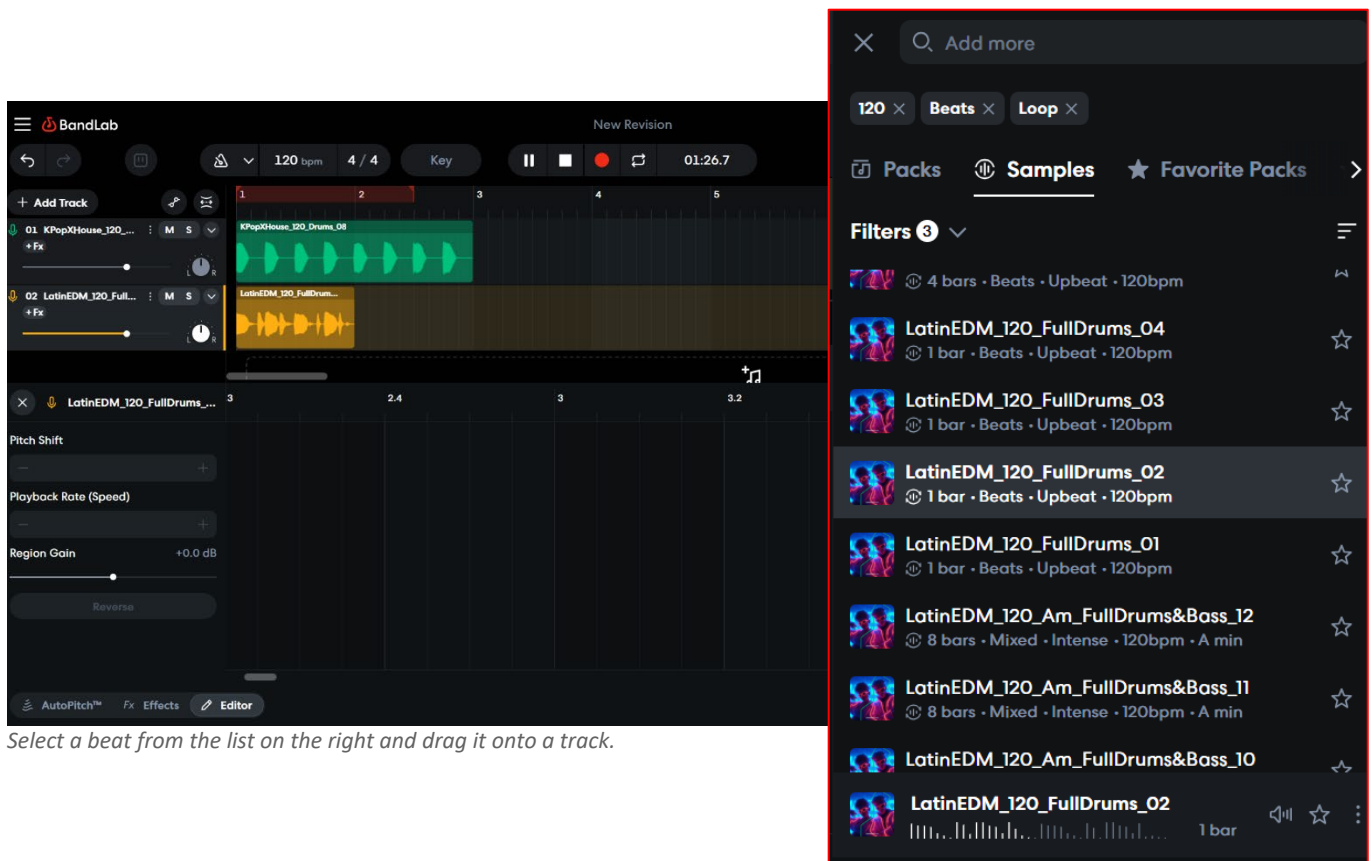 BandLab
New Revision
120 bpm 4 / 4 Key 01:26.7
+ Add Track
1 2 3 4 5
01 KPopXHouse_120_... M S
+Fx
L R
KPopXHouse_120_Drums_08
02 LatinEDM_120_Full... M S
+Fx
L R
LatinEDM_120_FullDrum...
LatinEDM_120_FullDrums_...
3 2.4 3 3.2
Pitch Shift
Playback Rate (Speed)
Region Gain +0.0 dB
Reverse
AutoPitch™ Fx Effects Editor
Select a beat from the list on the right and drag it onto a track.
Add more
120 Beats Loop
Packs Samples Favorite Packs
Filters 3
4 bars • Beats • Upbeat • 120bpm
LatinEDM_120_FullDrums_04
1 bar • Beats • Upbeat • 120bpm
LatinEDM_120_FullDrums_03
1 bar • Beats • Upbeat • 120bpm
LatinEDM_120_FullDrums_02
1 bar • Beats • Upbeat • 120bpm
LatinEDM_120_FullDrums_01
1 bar • Beats • Upbeat • 120bpm
LatinEDM_120_Am_FullDrums&Bass_12
8 bars • Mixed • Intense • 120bpm • A min
LatinEDM_120_Am_FullDrums&Bass_11
8 bars • Mixed • Intense • 120bpm • A min
LatinEDM_120_Am_FullDrums&Bass_10
LatinEDM_120_FullDrums_02
1 bar